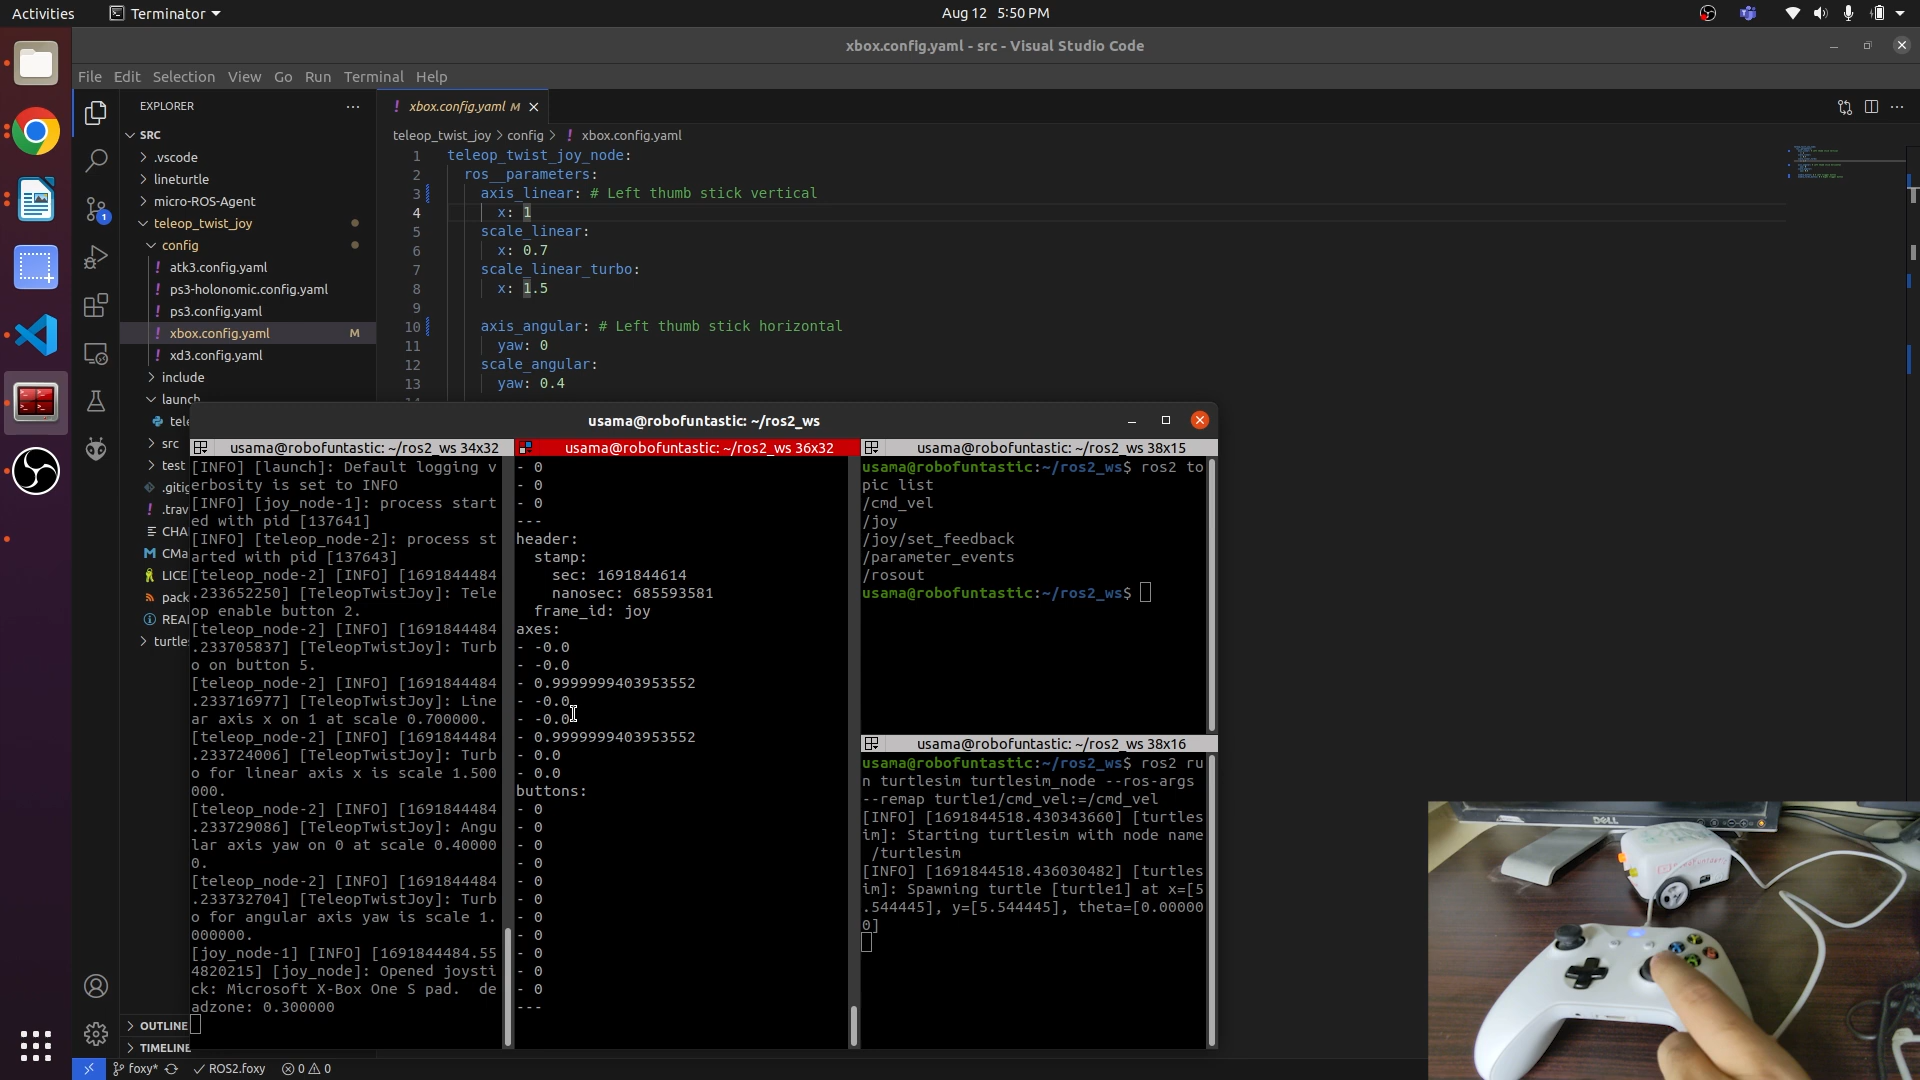 Activities
Terminator
Aug 12 5:50 PM
xbox.config.yaml - src - Visual Studio Code
File Edit Selection View Go Run Terminal Help
EXPLORER
xbox.config.yaml M
SRC
.vscode
lineturtle
micro-ROS-Agent
teleop_twist_joy
config
atk3.config.yaml
ps3-holonomic.config.yaml
ps3.config.yaml
xbox.config.yaml M
xd3.config.yaml
include
launch
tele
src
test
.gitig
.trav
CHA
CMa
LICE
pack
REA
turtle
OUTLINE
TIMELINE
1
teleop_twist_joy > config > ! xbox.config.yaml
1 teleop_twist_joy_node:
2 ros__parameters:
3 axis_linear: # Left thumb stick vertical
4 x: 1
5 scale_linear:
6 x: 0.7
7 scale_linear_turbo:
8 x: 1.5
9
10 axis_angular: # Left thumb stick horizontal
11 yaw: 0
12 scale_angular:
13 yaw: 0.4
usama@robofuntastic: ~/ros2_ws
usama@robofuntastic: ~/ros2_ws 34x32
[INFO] [launch]: Default logging v
erbosity is set to INFO
[INFO] [joy_node-1]: process start
ed with pid [137641]
[INFO] [teleop_node-2]: process st
arted with pid [137643]
[teleop_node-2] [INFO] [1691844484
.233652250] [TeleopTwistJoy]: Tele
op enable button 2.
[teleop_node-2] [INFO] [1691844484
.233705837] [TeleopTwistJoy]: Turb
o on button 5.
[teleop_node-2] [INFO] [1691844484
.233716977] [TeleopTwistJoy]: Line
ar axis x on 1 at scale 0.700000.
[teleop_node-2] [INFO] [1691844484
.233724006] [TeleopTwistJoy]: Turb
o for linear axis x is scale 1.500
000.
[teleop_node-2] [INFO] [1691844484
.233729086] [TeleopTwistJoy]: Angu
lar axis yaw on 0 at scale 0.40000
0.
[teleop_node-2] [INFO] [1691844484
.233732704] [TeleopTwistJoy]: Turb
o for angular axis yaw is scale 1.
000000.
[joy_node-1] [INFO] [1691844484.55
4820215] [joy_node]: Opened joysti
ck: Microsoft X-Box One S pad.  de
adzone: 0.300000
usama@robofuntastic: ~/ros2_ws 36x32
- 0
- 0
- 0
---
header:
stamp:
sec: 1691844614
nanosec: 685593581
frame_id: joy
axes:
- -0.0
- -0.0
- 0.9999999403953552
- -0.0
- -0.0
- 0.9999999403953552
- 0.0
- 0.0
buttons:
- 0
- 0
- 0
- 0
- 0
- 0
- 0
- 0
- 0
- 0
- 0
---
usama@robofuntastic: ~/ros2_ws 38x15
usama@robofuntastic:~/ros2_ws$ ros2 to
pic list
/cmd_vel
/joy
/joy/set_feedback
/parameter_events
/rosout
usama@robofuntastic:~/ros2_ws$
usama@robofuntastic: ~/ros2_ws 38x16
usama@robofuntastic:~/ros2_ws$ ros2 ru
n turtlesim turtlesim_node --ros-args
--remap turtle1/cmd_vel:=/cmd_vel
[INFO] [1691844518.430343660] [turtles
im]: Starting turtlesim with node name
/turtlesim
[INFO] [1691844518.436030482] [turtles
im]: Spawning turtle [turtle1] at x=[5
.544445], y=[5.544445], theta=[0.00000
0]
DELL
foxy* ROS2.foxy 0 0